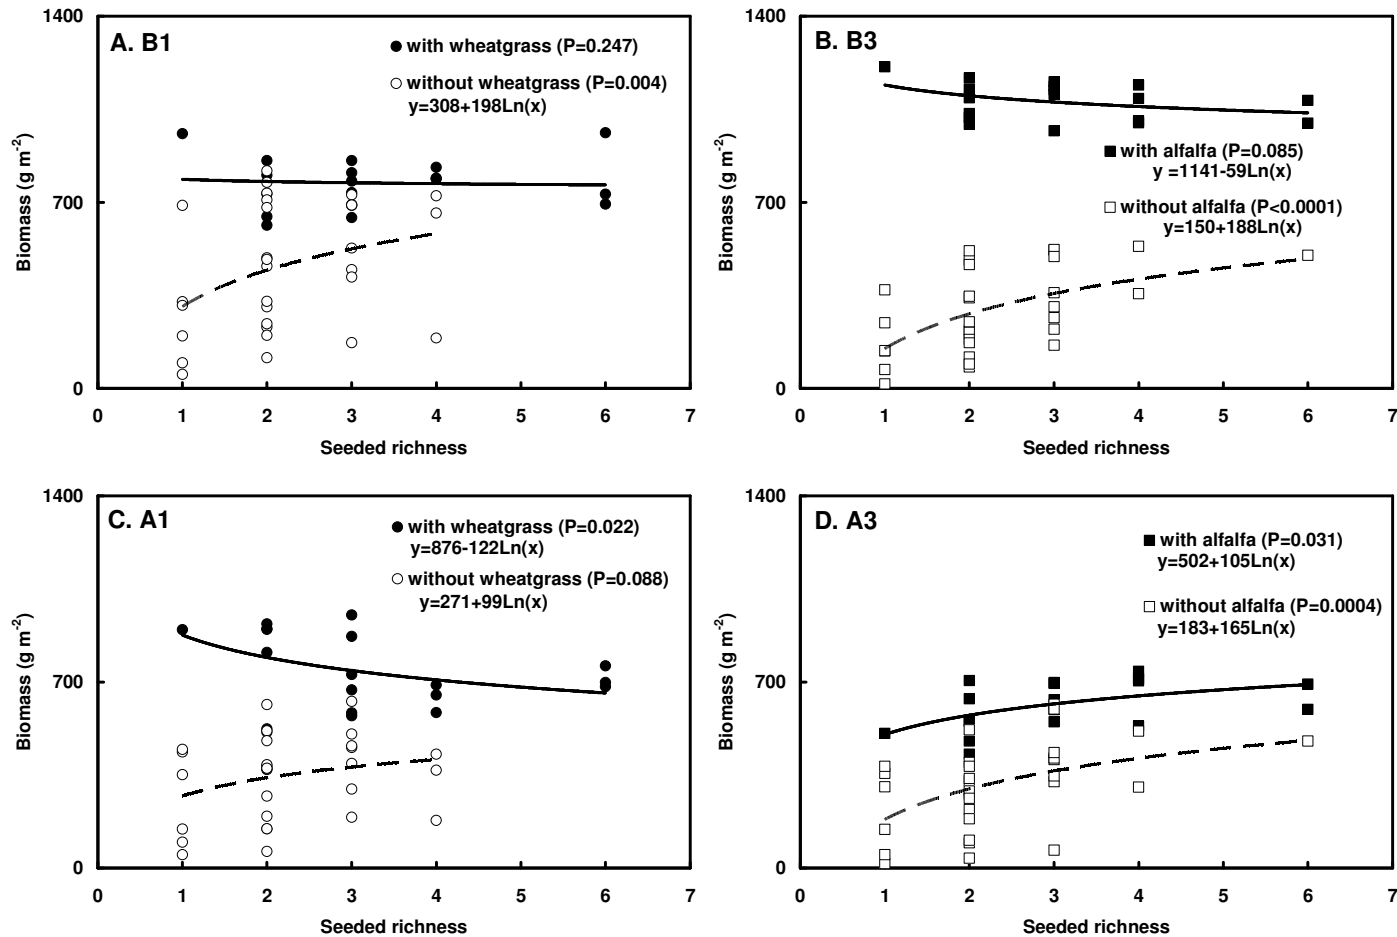 A. B1
with wheatgrass (P=0.247)
without wheatgrass (P=0.004)
y=308+198Ln(x)
1400
700
0
Biomass (g m-2)
0 1 2 3 4 5 6 7
Seeded richness
B. B3
with alfalfa (P=0.085)
y =1141-59Ln(x)
without alfalfa (P<0.0001)
y=150+188Ln(x)
1400
700
0
Biomass (g m-2)
0 1 2 3 4 5 6 7
Seeded richness
C. A1
with wheatgrass (P=0.022)
y=876-122Ln(x)
without wheatgrass (P=0.088)
y=271+99Ln(x)
1400
700
0
Biomass (g m-2)
0 1 2 3 4 5 6 7
Seeded richness
D. A3
with alfalfa (P=0.031)
y=502+105Ln(x)
without alfalfa (P=0.0004)
y=183+165Ln(x)
1400
700
0
Biomass (g m-2)
0 1 2 3 4 5 6 7
Seeded richness